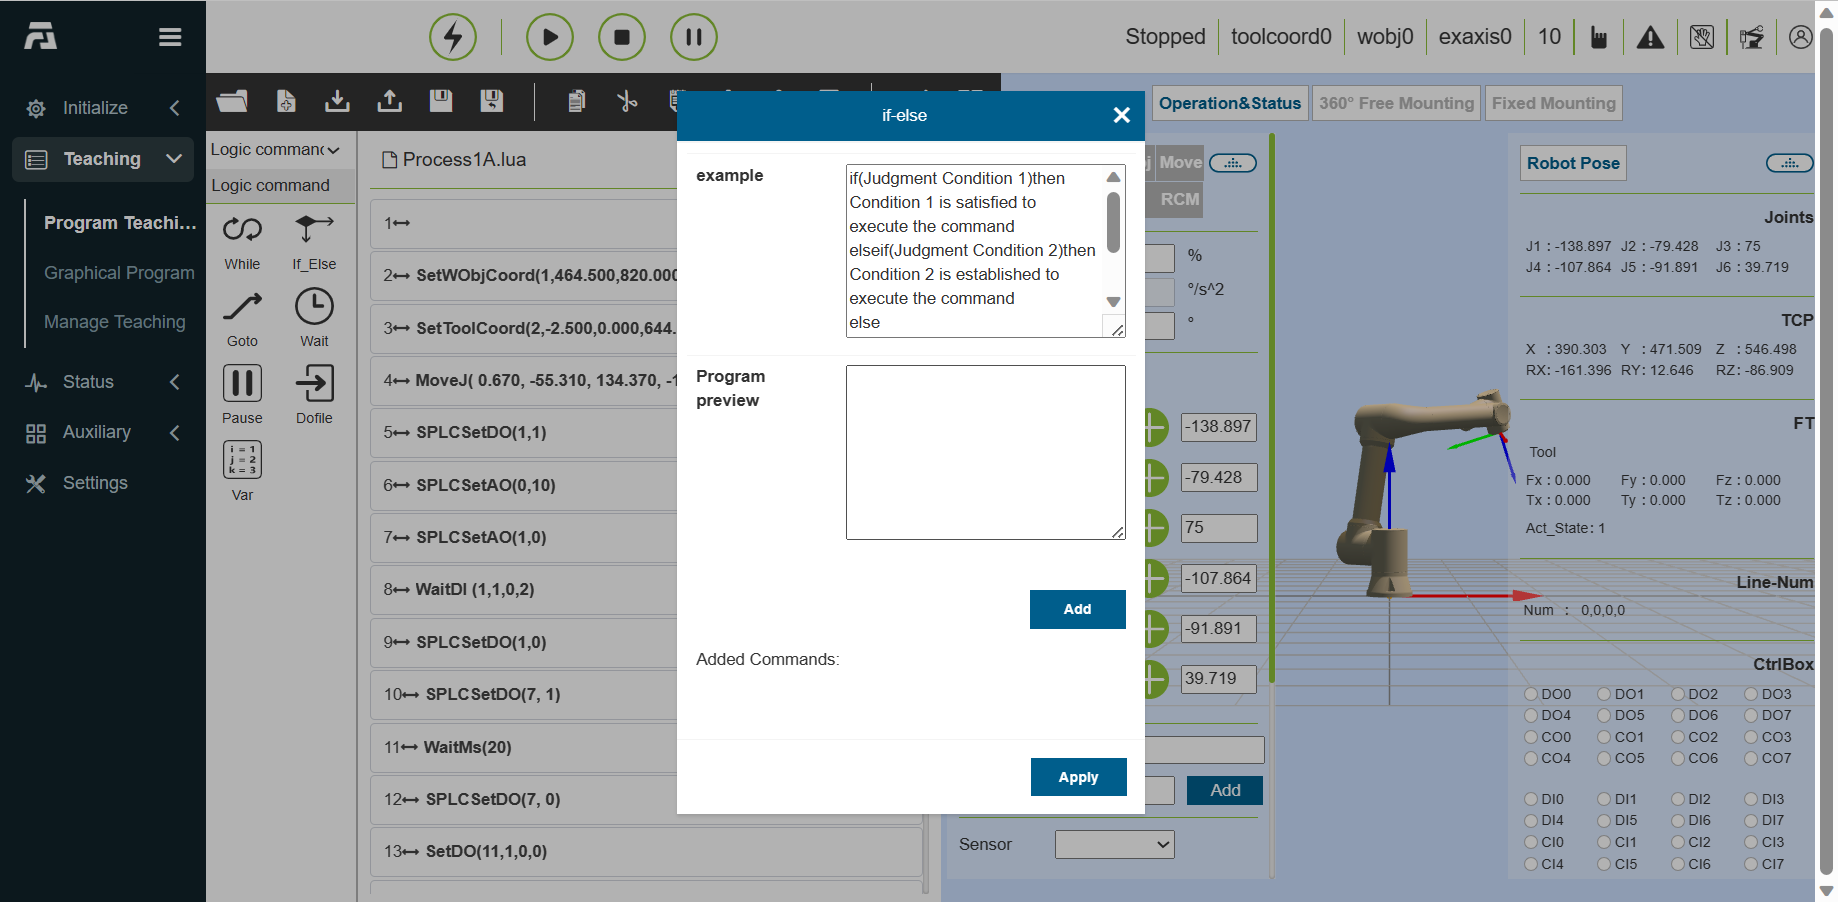 Stopped
toolcoord0
wobj0
exaxis0
10
Initialize
Teaching
Program Teachi...
Graphical Program
Manage Teaching
Status
Auxiliary
Settings
Logic command
Logic command
While
If_Else
Goto
Wait
Pause
Dofile
i = 1
j = 2
k = 3
Var
Process1A.lua
1
2 SetWObjCoord(1,464.500,820.000
3 SetToolCoord(2,-2.500,0.000,644.
4 MoveJ( 0.670, -55.310, 134.370, -1
5 SPLCSetDO(1,1)
6 SPLCSetAO(0,10)
7 SPLCSetAO(1,0)
8 WaitDI (1,1,0,2)
9 SPLCSetDO(1,0)
10 SPLCSetDO(7, 1)
11 WaitMs(20)
12 SPLCSetDO(7, 0)
13 SetDO(11,1,0,0)
if-else
example
if(Judgment Condition 1)then
Condition 1 is satisfied to
execute the command
elseif(Judgment Condition 2)then
Condition 2 is established to
execute the command
else
Program
preview
Add
Added Commands:
Apply
Operation&Status
360° Free Mounting
Fixed Mounting
Move
RCM
%
°/s^2
°
-138.897
-79.428
75
-107.864
-91.891
39.719
Add
Sensor
Robot Pose
Joints
J1 : -138.897 J2 : -79.428 J3 : 75
J4 : -107.864 J5 : -91.891 J6 : 39.719
TCP
X : 390.303 Y : 471.509 Z : 546.498
RX: -161.396 RY: 12.646 RZ: -86.909
FT
Tool
Fx : 0.000 Fy : 0.000 Fz : 0.000
Tx : 0.000 Ty : 0.000 Tz : 0.000
Act_State: 1
Line-Num
Num : 0,0,0,0
CtrlBox
DO0 DO1 DO2 DO3
DO4 DO5 DO6 DO7
CO0 CO1 CO2 CO3
CO4 CO5 CO6 CO7
DI0 DI1 DI2 DI3
DI4 DI5 DI6 DI7
CI0 CI1 CI2 CI3
CI4 CI5 CI6 CI7